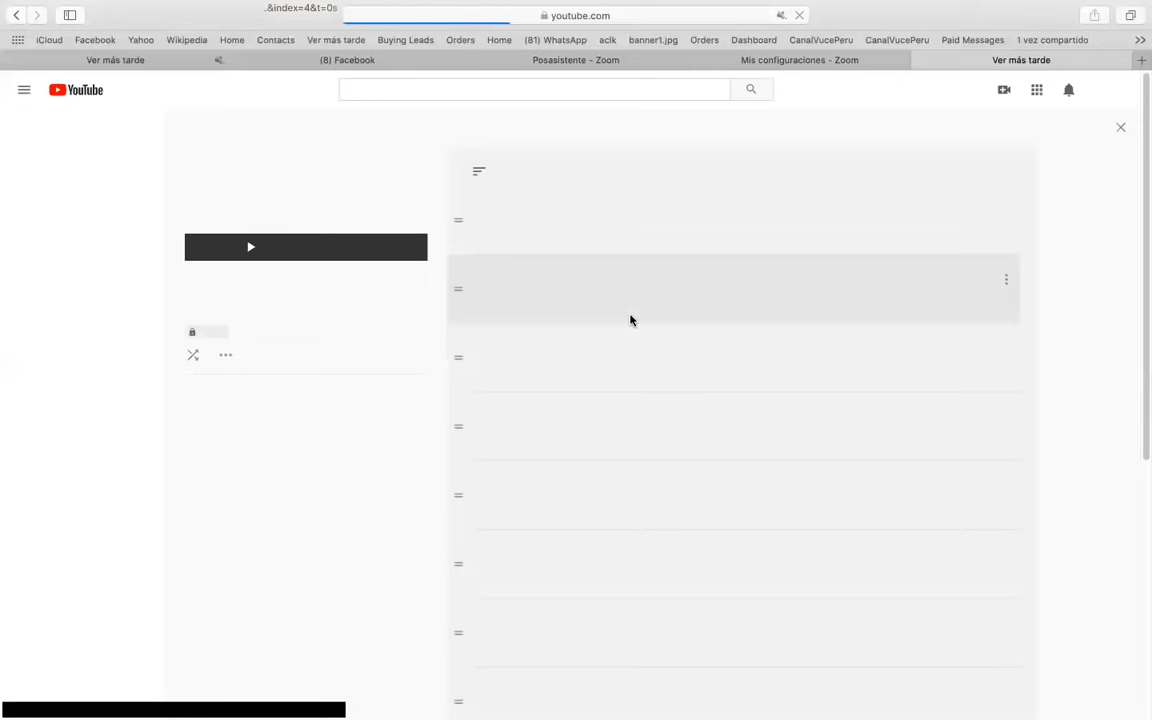 .&index=4&t=0s
youtube.com
iCloud Facebook Yahoo Wikipedia Home Contacts Ver más tarde Buying Leads Orders Home (81) WhatsApp acik banner1.jpg Orders Dashboard CanalVucePeru CanalVucePeru Paid Messages 1 vez compartido
Ver más tarde (8) Facebook Posasistente - Zoom Mis configuraciones - Zoom Ver más tarde
YouTube